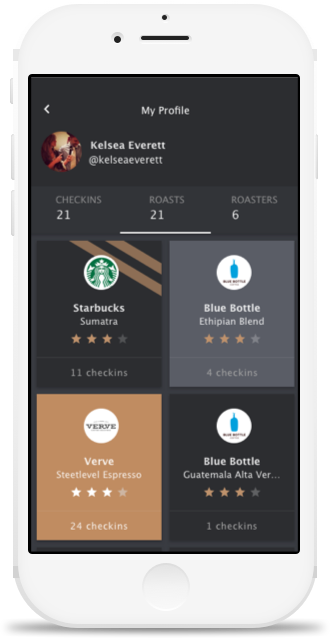 My Profile
Kelsea Everett
@kelseaeverett
CHECKINS ROASTS ROASTERS
21 21 6
Starbucks
Sumatra
11 checkins
BLUE BOTTLE
Blue Bottle
Ethipian Blend
4 checkins
VERVE
Verve
Steetlevel Espresso
24 checkins
BLUE BOTTLE
Blue Bottle
Guatemala Alta Ver...
1 checkins